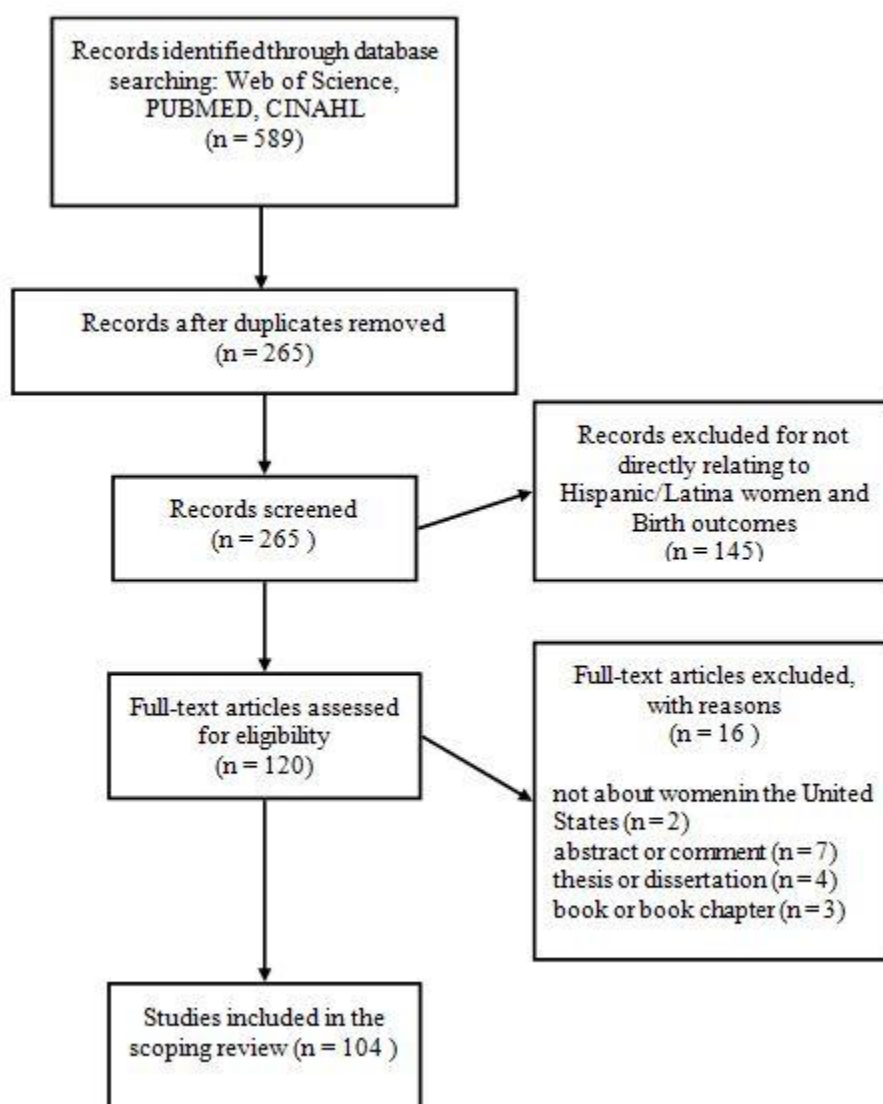 Records identified through database
searching: Web of Science,
PUBMED, CINAHL
(n = 589)
Records after duplicates removed
(n = 265)
Records screened
(n = 265 )
Records excluded for not
directly relating to
Hispanic/Latina women and
Birth outcomes
(n = 145)
Full-text articles assessed
for eligibility
(n = 120)
Full-text articles excluded,
with reasons
(n = 16 )
not about women in the United
States (n = 2)
abstract or comment (n = 7)
thesis or dissertation (n = 4)
book or book chapter (n = 3)
Studies included in the
scoping review (n = 104 )